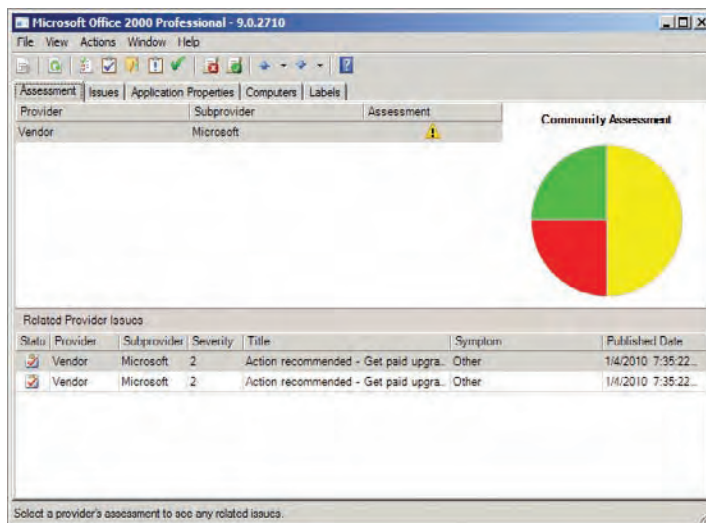 Microsoft Office 2000 Professional - 9.0.2710
File View Actions Window Help
Assessment Issues Application Properties Computers Labels
Provider Subprovider Assessment
Vendor Microsoft
Community Assessment
Related Provider Issues
Statu Provider Subprovider Severity Title Symptom Published Date
Vendor Microsoft 2 Action recommended - Get paid upgra... Other 1/4/2010 7:35:22...
Vendor Microsoft 2 Action recommended - Get paid upgra... Other 1/4/2010 7:35:22...
Select a provider's assessment to see any related issues.